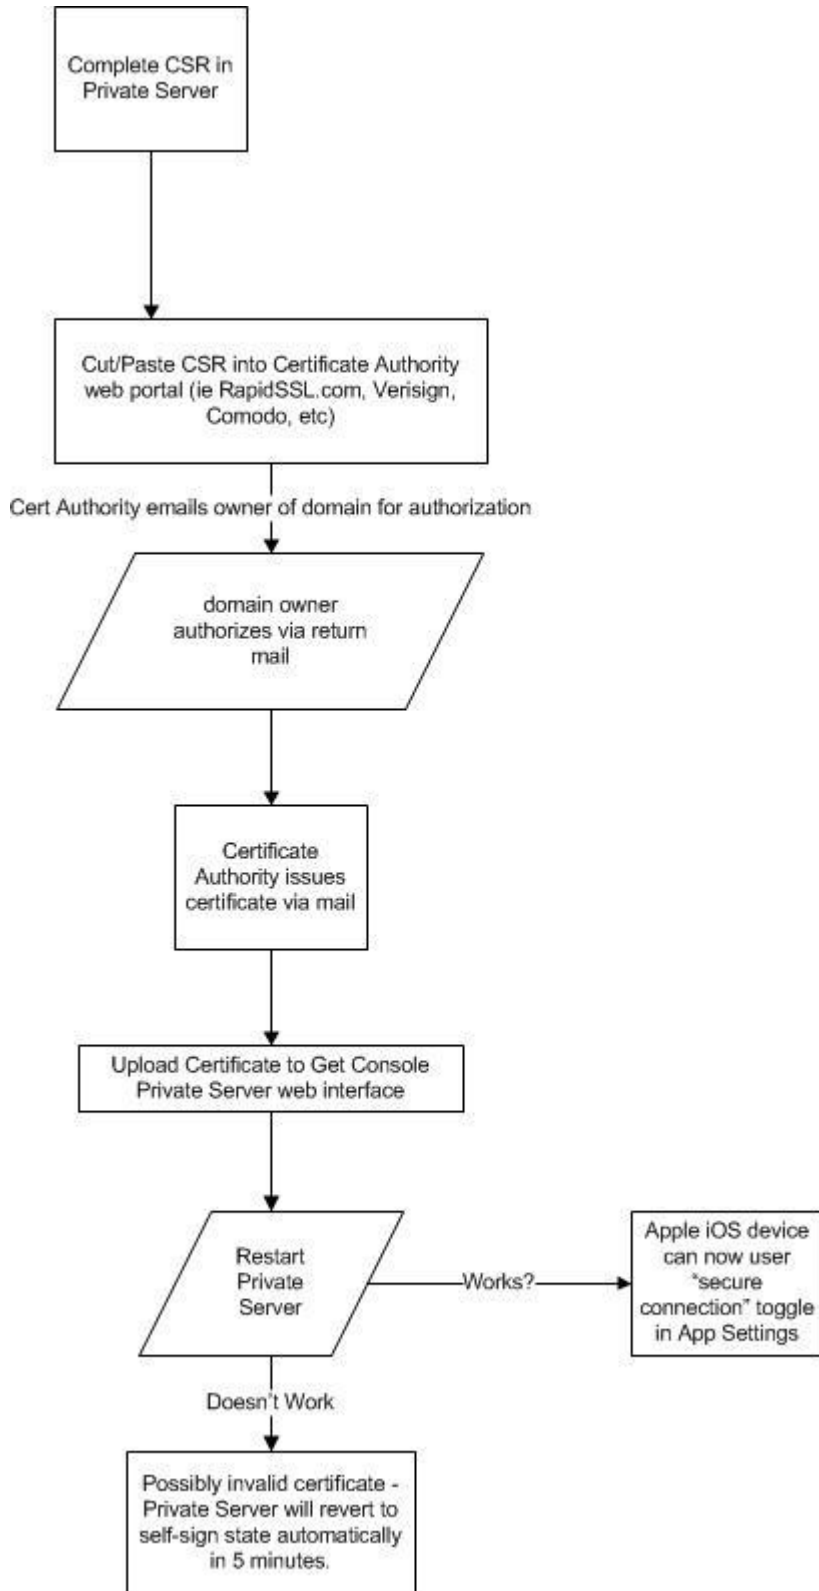 Complete CSR in
Private Server
Cut/Paste CSR into Certificate Authority
web portal (ie RapidSSL.com, Verisign,
Comodo, etc)
Cert Authority emails owner of domain for authorization
domain owner
authorizes via return
mail
Certificate
Authority issues
certificate via mail
Upload Certificate to Get Console
Private Server web interface
Restart
Private
Server
Works?
Apple iOS device
can now user
“secure
connection” toggle
in App Settings
Doesn’t Work
Possibly invalid certificate -
Private Server will revert to
self-sign state automatically
in 5 minutes.